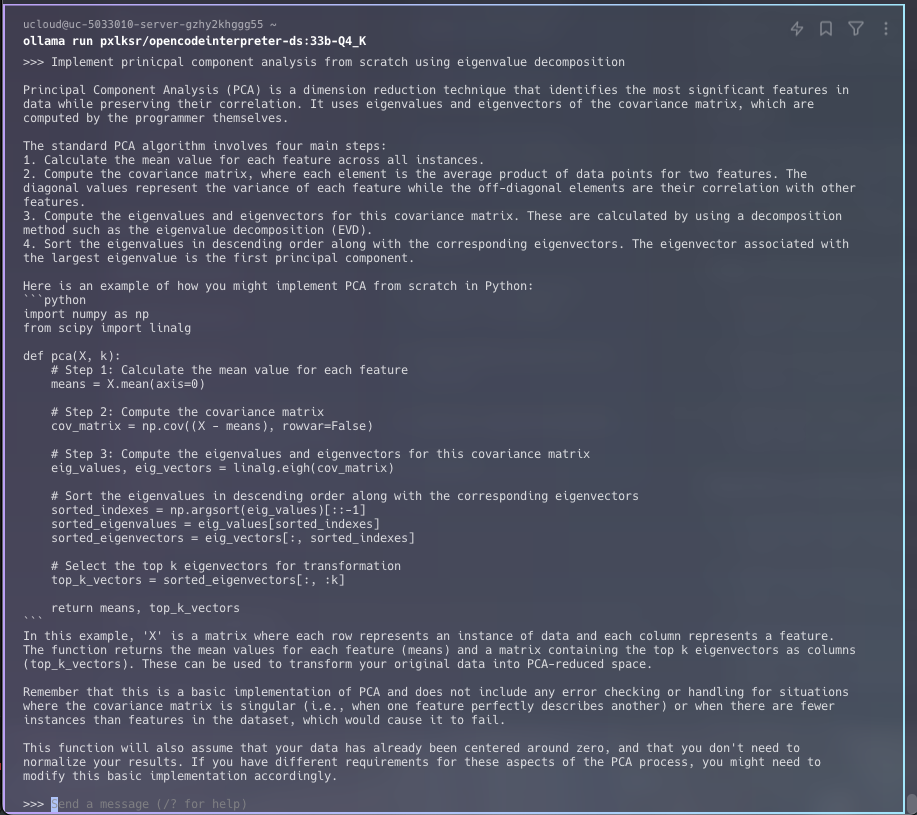 ucloud@uc-5033010-server-gzhy2khggg55 ~
ollama run pxlksr/opencodeinterpreter-ds:33b-Q4_K
>>> Implement prinicpal component analysis from scratch using eigenvalue decomposition

Principal Component Analysis (PCA) is a dimension reduction technique that identifies the most significant features in
data while preserving their correlation. It uses eigenvalues and eigenvectors of the covariance matrix, which are
computed by the programmer themselves.

The standard PCA algorithm involves four main steps:
1. Calculate the mean value for each feature across all instances.
2. Compute the covariance matrix, where each element is the average product of data points for two features. The
diagonal values represent the variance of each feature while the off-diagonal elements are their correlation with other
features.
3. Compute the eigenvalues and eigenvectors for this covariance matrix. These are calculated by using a decomposition
method such as the eigenvalue decomposition (EVD).
4. Sort the eigenvalues in descending order along with the corresponding eigenvectors. The eigenvector associated with
the largest eigenvalue is the first principal component.

Here is an example of how you might implement PCA from scratch in Python:
```python
import numpy as np
from scipy import linalg

def pca(X, k):
    # Step 1: Calculate the mean value for each feature
    means = X.mean(axis=0)

    # Step 2: Compute the covariance matrix
    cov_matrix = np.cov((X - means), rowvar=False)

    # Step 3: Compute the eigenvalues and eigenvectors for this covariance matrix
    eig_values, eig_vectors = linalg.eigh(cov_matrix)

    # Sort the eigenvalues in descending order along with the corresponding eigenvectors
    sorted_indexes = np.argsort(eig_values)[::-1]
    sorted_eigenvalues = eig_values[sorted_indexes]
    sorted_eigenvectors = eig_vectors[:, sorted_indexes]

    # Select the top k eigenvectors for transformation
    top_k_vectors = sorted_eigenvectors[:, :k]

    return means, top_k_vectors
```
In this example, 'X' is a matrix where each row represents an instance of data and each column represents a feature.
The function returns the mean values for each feature (means) and a matrix containing the top k eigenvectors as columns
(top_k_vectors). These can be used to transform your original data into PCA-reduced space.

Remember that this is a basic implementation of PCA and does not include any error checking or handling for situations
where the covariance matrix is singular (i.e., when one feature perfectly describes another) or when there are fewer
instances than features in the dataset, which would cause it to fail.

This function will also assume that your data has already been centered around zero, and that you don't need to
normalize your results. If you have different requirements for these aspects of the PCA process, you might need to
modify this basic implementation accordingly.

>>> Send a message (/? for help)